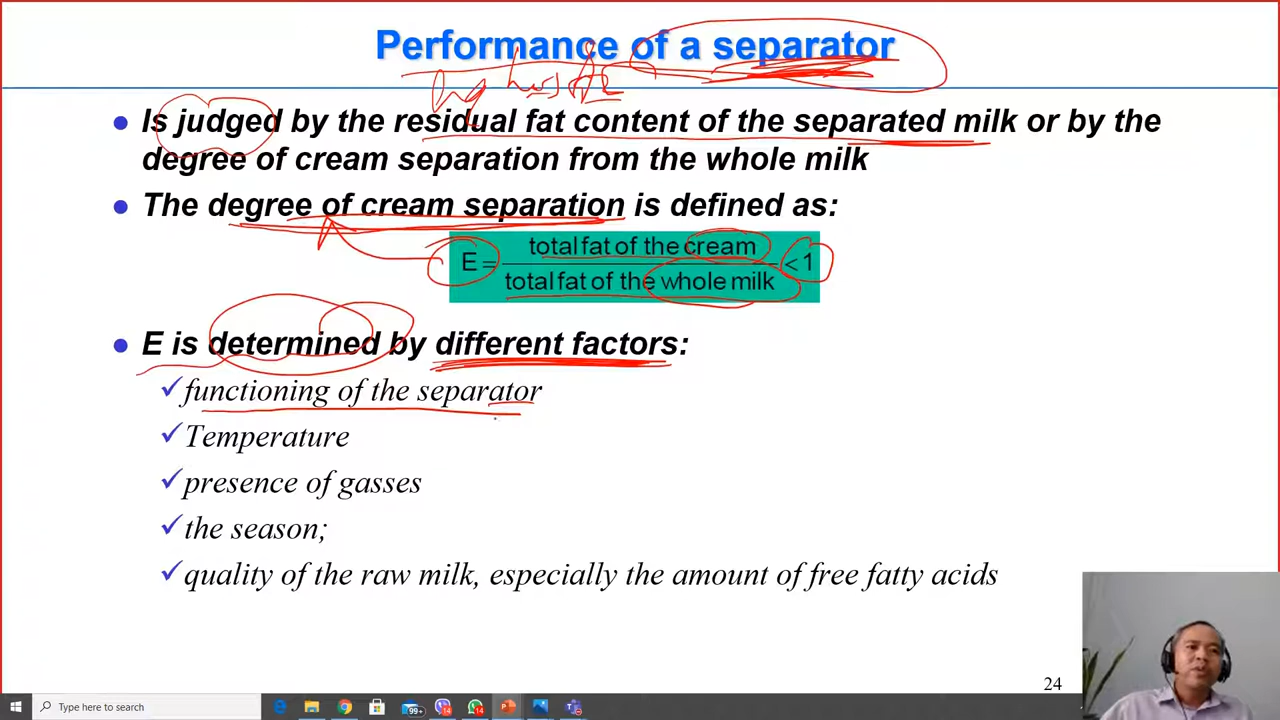 Performance of a separator
Is judged by the residual fat content of the separated milk or by the
degree of cream separation from the whole milk
The degree of cream separation is defined as:
E = total fat of the cream
total fat of the whole milk < 1
E is determined by different factors:
✓functioning of the separator
✓Temperature
✓presence of gasses
✓the season;
✓quality of the raw milk, especially the amount of free fatty acids
24
Type here to search
99+
14
14